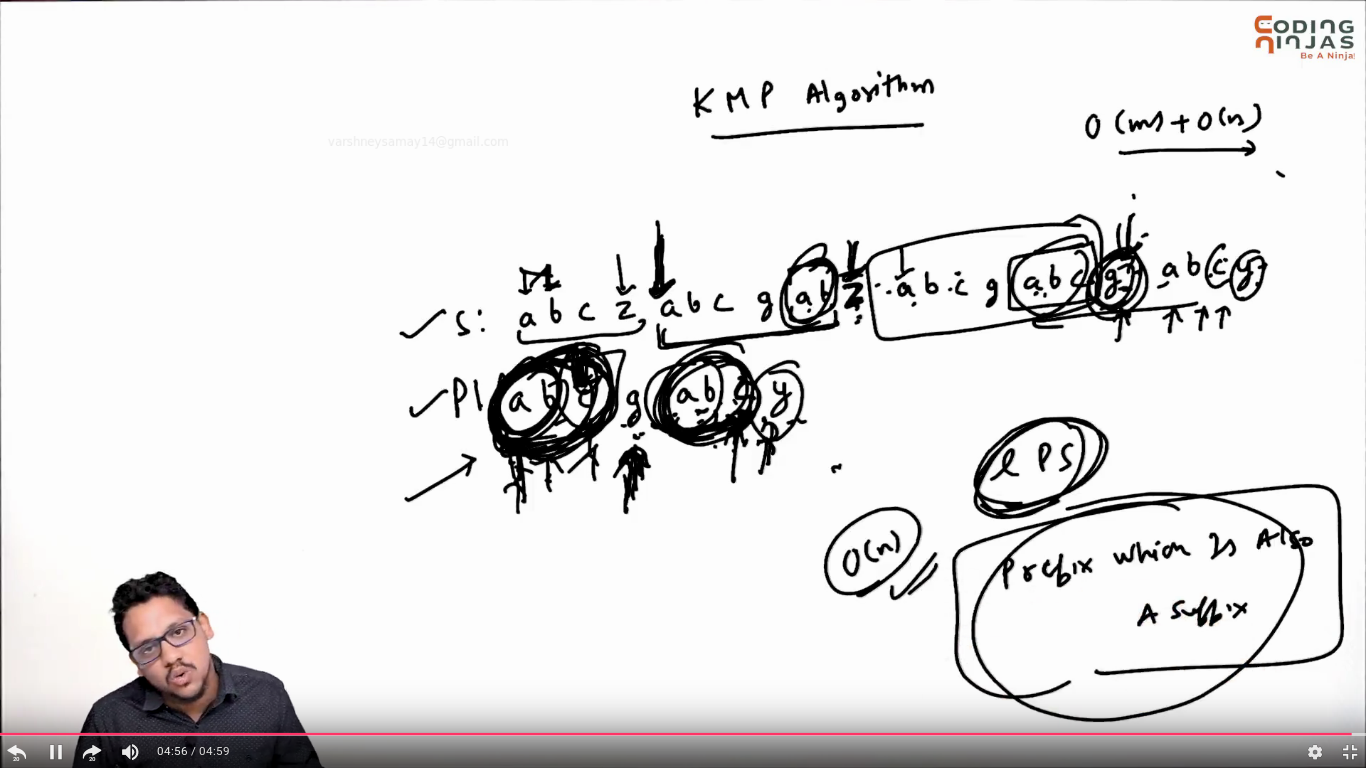 CODING
NINJAS
Be A Ninja!
KMP Algorithm
O(m) + O(n)
varshneysamay14@gmail.com
S: a b c z a b c g a b z a b c g a b c g a b c y
P1 a b c g a b c y
LPS
O(n)
Prefix which Is Also
A suffix
20
20
04:56 / 04:59